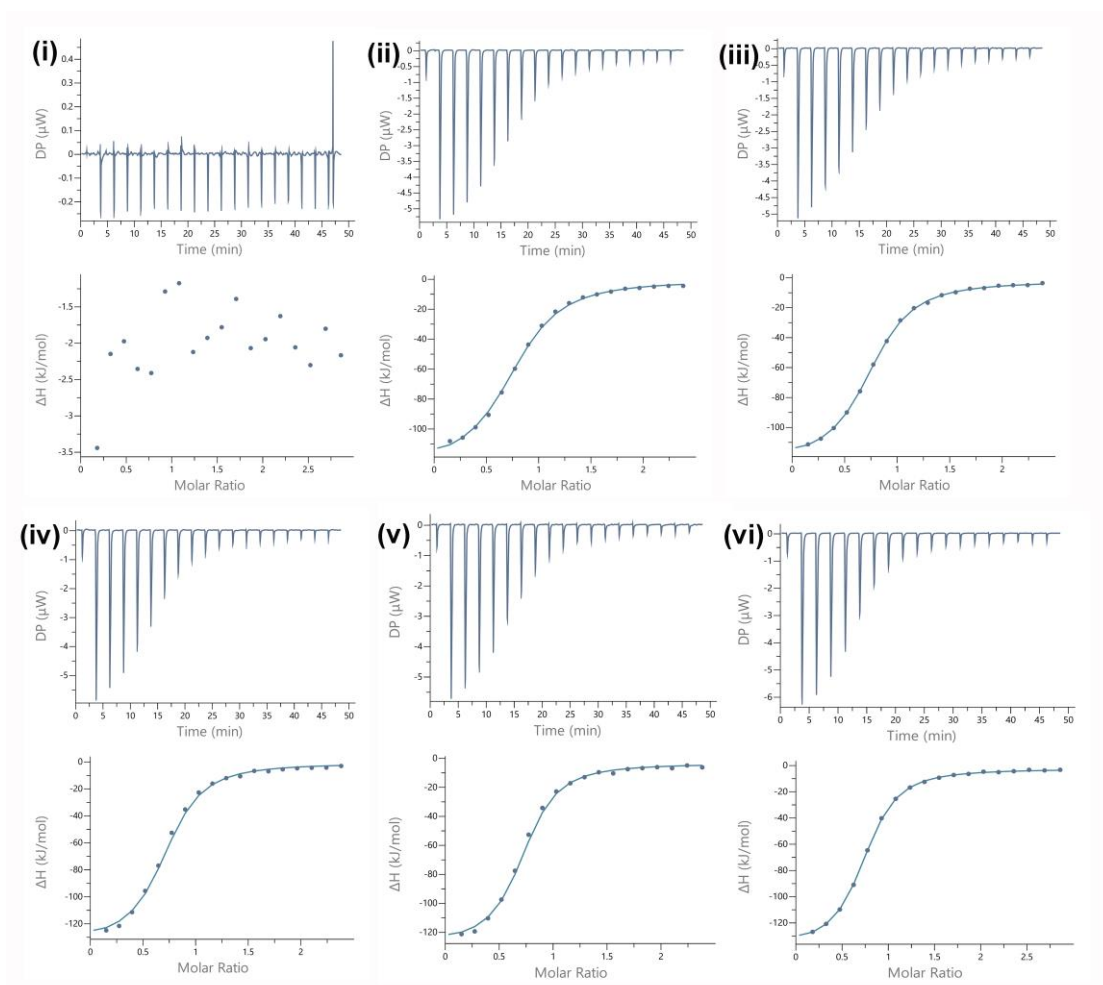 (i)
DP (µW)
0.4
0.3
0.2
0.1
0
-0.1
-0.2
0 5 10 15 20 25 30 35 40 45 50
Time (min)
ΔH (kJ/mol)
-1.5
-2
-2.5
-3
-3.5
0 0.5 1 1.5 2 2.5
Molar Ratio
(ii)
DP (µW)
0
-0.5
-1
-1.5
-2
-2.5
-3
-3.5
-4
-4.5
-5
0 5 10 15 20 25 30 35 40 45 50
Time (min)
ΔH (kJ/mol)
0
-20
-40
-60
-80
-100
0 0.5 1 1.5 2
Molar Ratio
(iii)
DP (µW)
0
-0.5
-1
-1.5
-2
-2.5
-3
-3.5
-4
-4.5
-5
0 5 10 15 20 25 30 35 40 45 50
Time (min)
ΔH (kJ/mol)
0
-20
-40
-60
-80
-100
0 0.5 1 1.5 2
Molar Ratio
(iv)
DP (µW)
0
-1
-2
-3
-4
-5
0 5 10 15 20 25 30 35 40 45 50
Time (min)
ΔH (kJ/mol)
0
-20
-40
-60
-80
-100
-120
0 0.5 1 1.5 2
Molar Ratio
(v)
DP (µW)
0
-1
-2
-3
-4
-5
0 5 10 15 20 25 30 35 40 45 50
Time (min)
ΔH (kJ/mol)
0
-20
-40
-60
-80
-100
-120
0 0.5 1 1.5 2
Molar Ratio
(vi)
DP (µW)
0
-1
-2
-3
-4
-5
-6
0 5 10 15 20 25 30 35 40 45 50
Time (min)
ΔH (kJ/mol)
0
-20
-40
-60
-80
-100
-120
0 0.5 1 1.5 2 2.5
Molar Ratio